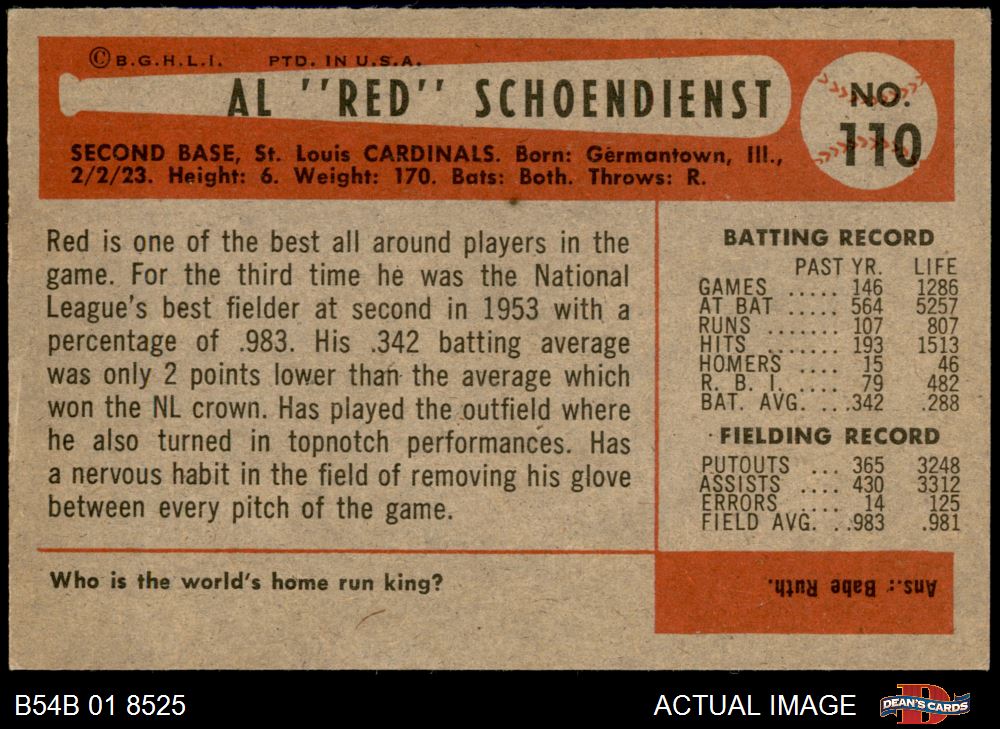 © B.G.H.L.I. PTD. IN U.S.A.
AL "RED" SCHOENDIENST
NO.
110
SECOND BASE, St. Louis CARDINALS. Born: Germantown, Ill.,
2/2/23. Height: 6. Weight: 170. Bats: Both. Throws: R.
Red is one of the best all around players in the
game. For the third time he was the National
League's best fielder at second in 1953 with a
percentage of .983. His .342 batting average
was only 2 points lower than the average which
won the NL crown. Has played the outfield where
he also turned in topnotch performances. Has
a nervous habit in the field of removing his glove
between every pitch of the game.
BATTING RECORD
PAST YR. LIFE
GAMES ..... 146 1286
AT BAT ..... 564 5257
RUNS ....... 107 807
HITS ....... 193 1513
HOMERS .... 15 46
R. B. I. .... 79 482
BAT. AVG. ...342 .288
FIELDING RECORD
PUTOUTS ... 365 3248
ASSISTS .... 430 3312
ERRORS .... 14 125
FIELD AVG. ..983 .981
Who is the world's home run king?
Ans.: Babe Ruth.
B54B 01 8525
ACTUAL IMAGE
DEAN'S CARDS